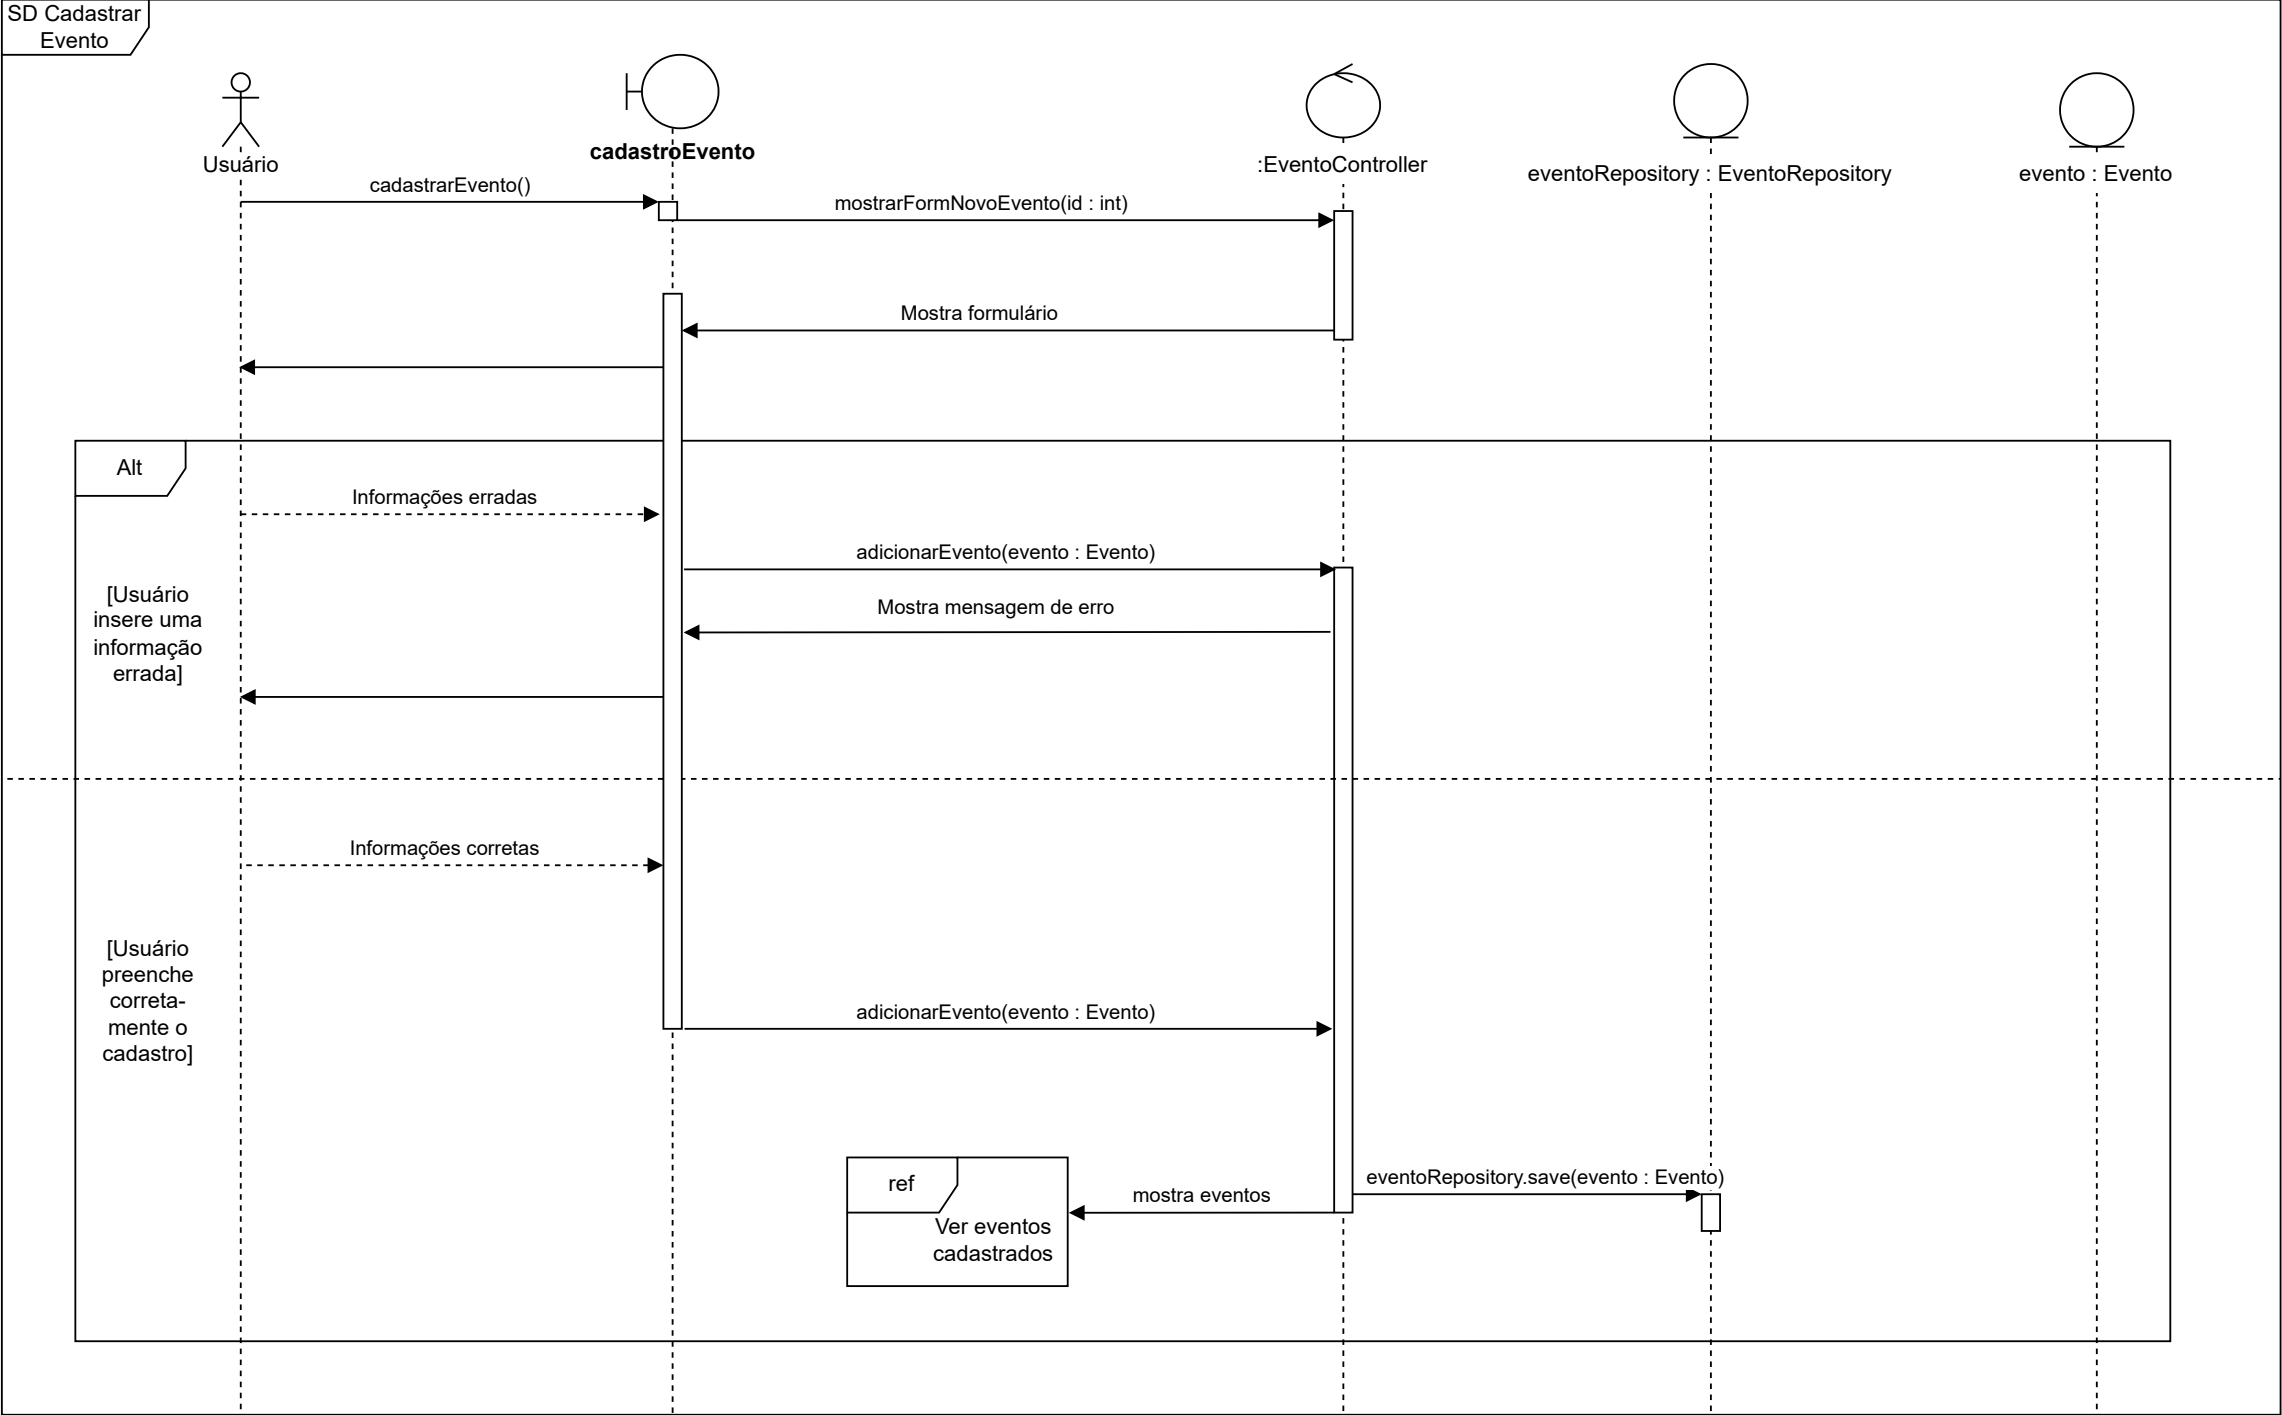 SD Cadastrar
Evento
Usuário
cadastroEvento
:EventoController
eventoRepository : EventoRepository
evento : Evento
cadastrarEvento()
mostrarFormNovoEvento(id : int)
Mostra formulário
Alt
Informações erradas
adicionarEvento(evento : Evento)
[Usuário
insere uma
informação
errada]
Mostra mensagem de erro
Informações corretas
[Usuário
preenche
correta-
mente o
cadastro]
adicionarEvento(evento : Evento)
ref
Ver eventos
cadastrados
mostra eventos
eventoRepository.save(evento : Evento)